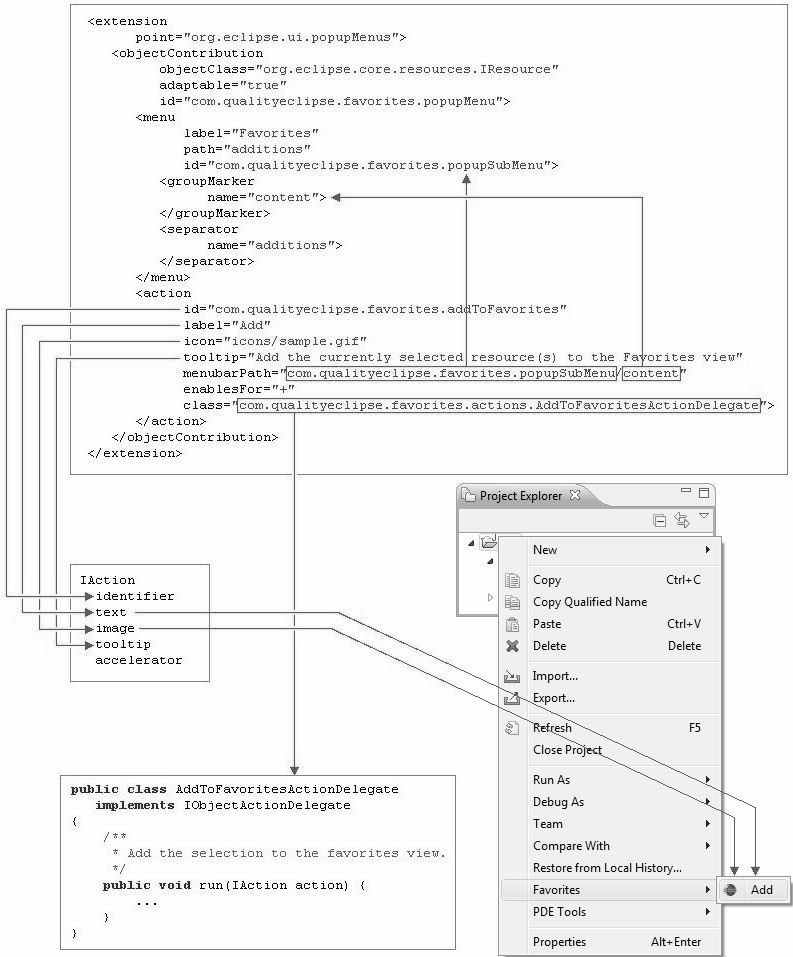 <extension
point="org.eclipse.ui.popupMenus">
<objectContribution
objectClass="org.eclipse.core.resources.IResource"
adaptable="true"
id="com.qualityeclipse.favorites.popupMenu">
<menu
label="Favorites"
path="additions"
id="com.qualityeclipse.favorites.popupSubMenu">
<groupMarker
name="content">
</groupMarker>
<separator
name="additions">
</separator>
</menu>
<action
id="com.qualityeclipse.favorites.addToFavorites"
label="Add"
icon="icons/sample.gif"
tooltip="Add the currently selected resource(s) to the Favorites view"
menubarPath="com.qualityeclipse.favorites.popupSubMenu/content"
enablesFor="+"
class="com.qualityeclipse.favorites.actions.AddToFavoritesActionDelegate">
</action>
</objectContribution>
</extension>
Project Explorer
New
Copy Ctrl+C
Copy Qualified Name
Paste Ctrl+V
Delete Delete
Import...
Export...
Refresh F5
Close Project
Run As
Debug As
Team
Compare With
Restore from Local History...
Favorites
Add
PDE Tools
Properties Alt+Enter
IAction
identifier
text
image
tooltip
accelerator
public class AddToFavoritesActionDelegate
implements IObjectActionDelegate
{
/**
* Add the selection to the favorites view.
*/
public void run(IAction action) {
...
}
}